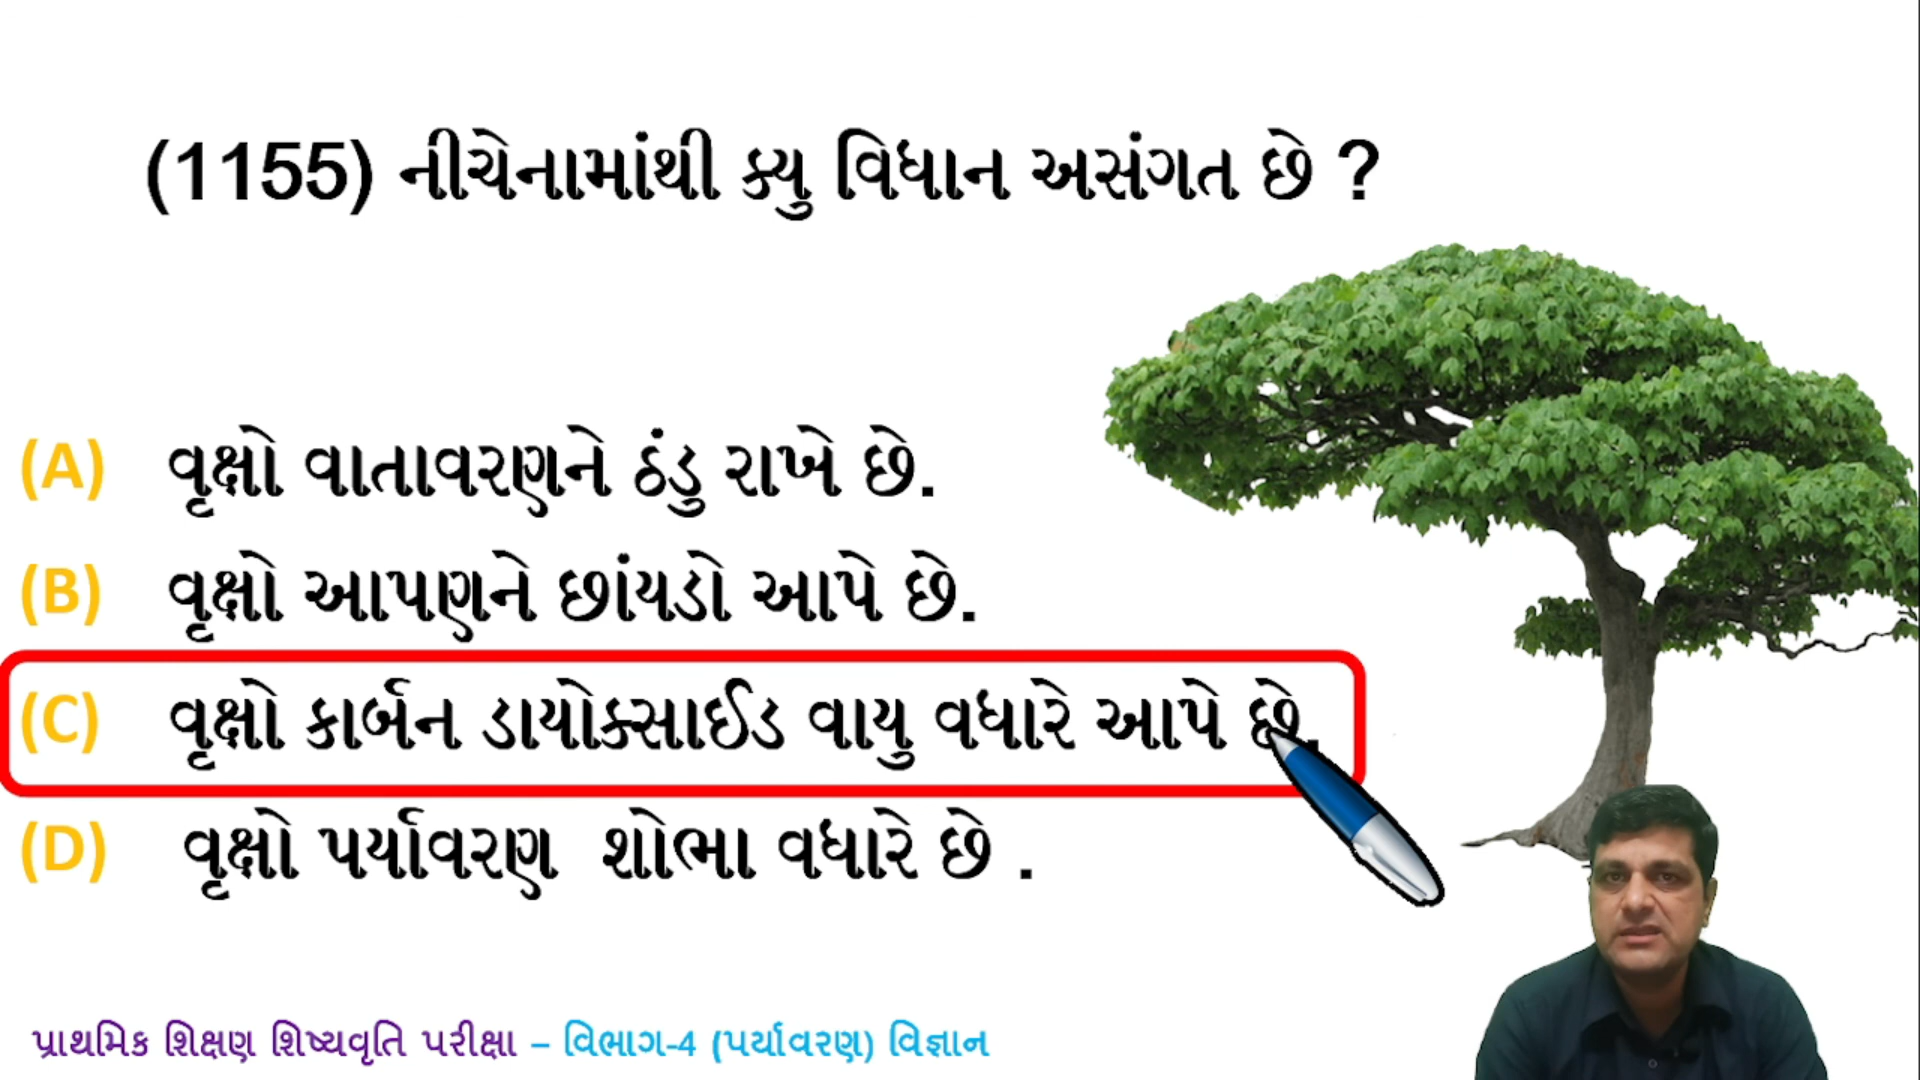 (1155) નીચેનામાંથી ક્યુ વિધાન અસંગત છે ?
(A) વૃક્ષો વાતાવરણને ઠંડુ રાખે છે.
(B) વૃક્ષો આપણને છાંયડો આપે છે.
(C) વૃક્ષો કાર્બન ડાયોક્સાઈડ વાયુ વધારે આપે છે.
(D) વૃક્ષો પર્યાવરણ શોભા વધારે છે .
પ્રાથમિક શિક્ષણ શિષ્યવૃતિ પરીક્ષા – વિભાગ-4 (પર્યાવરણ) વિજ્ઞાન